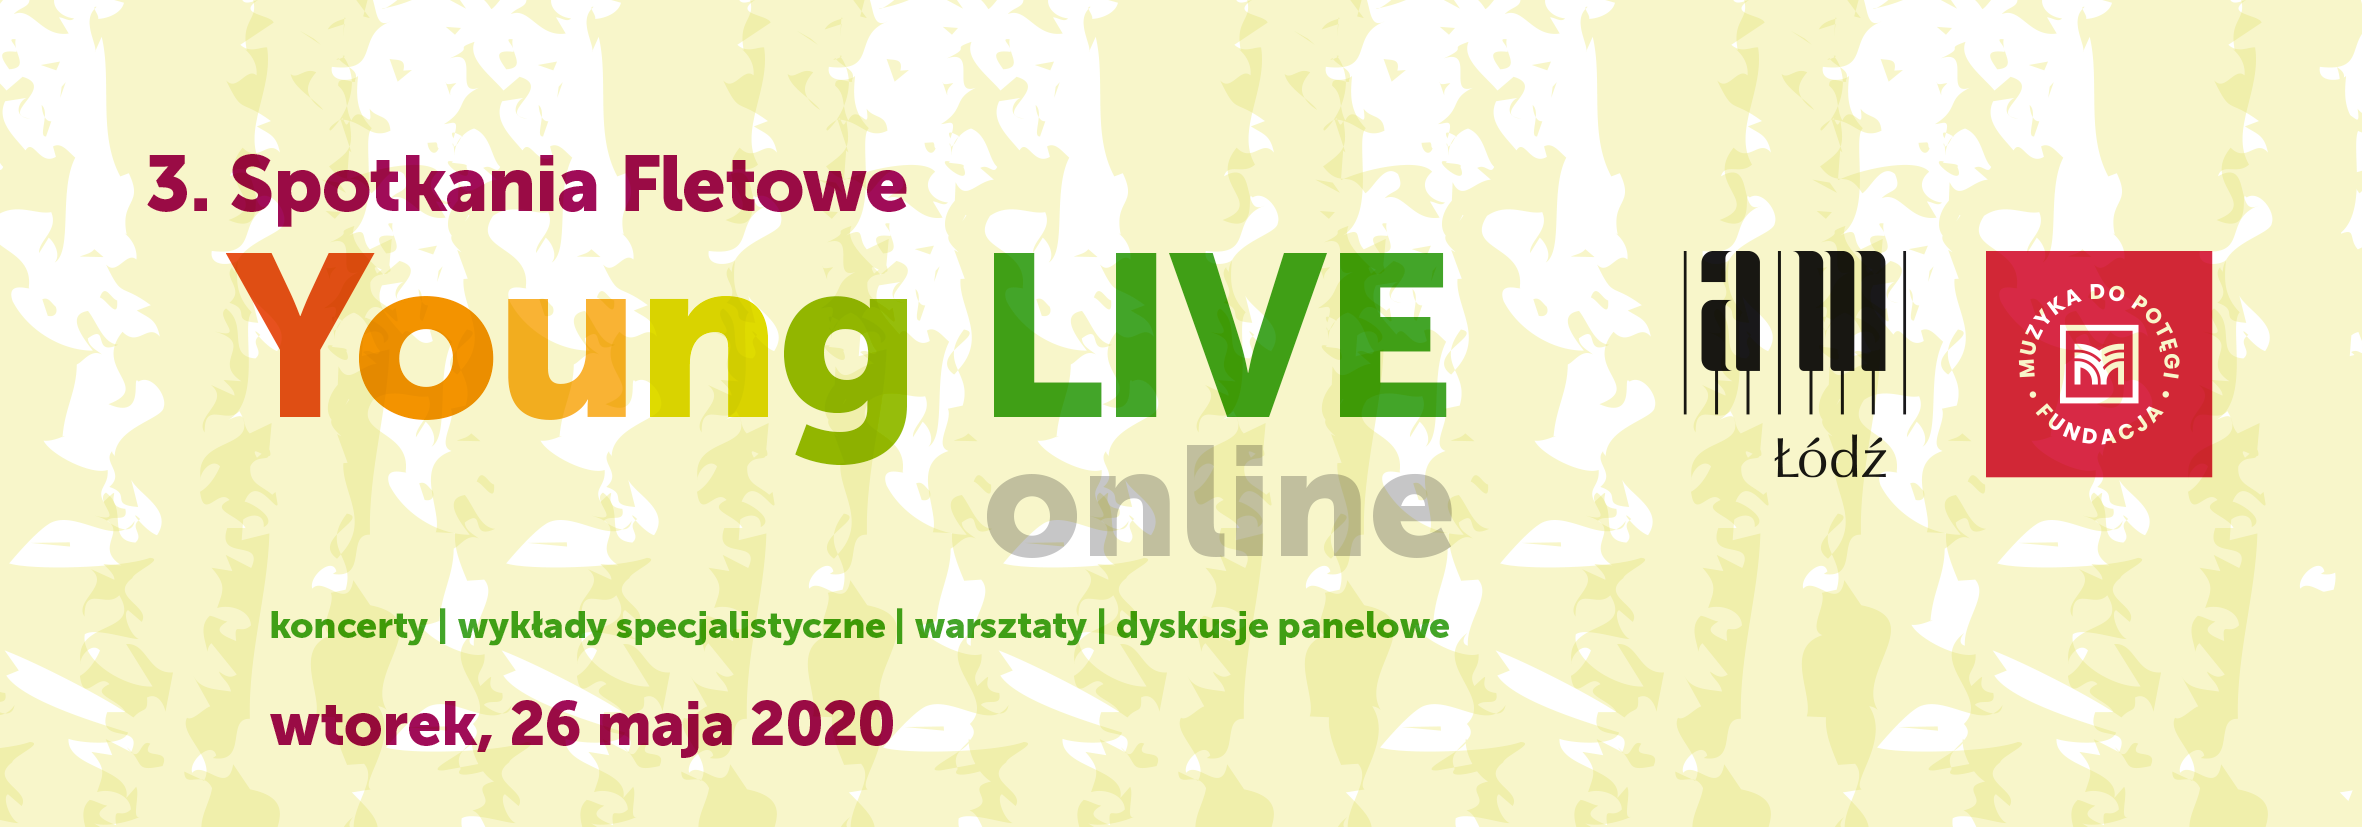 3. Spotkania Fletowe
Young LIVE
online
koncerty | wykłady specjalistyczne | warsztaty | dyskusje panelowe
wtorek, 26 maja 2020
am
Łódź
MUZYKA DO POTĘGI
• FUNDACJA •